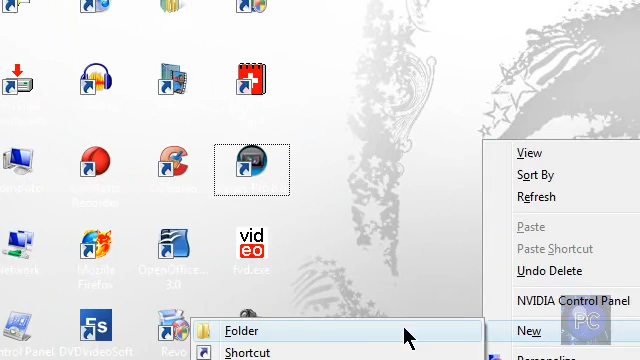 View
Sort By
Refresh
Paste
Paste Shortcut
Undo Delete
NVIDIA Control Panel
New
Folder
Shortcut
Network
Mozilla
Firefox
OpenOffice...
3.0
vid
eo
fvd.exe
Control Panel
DVDVideoSoft
Revo
PC